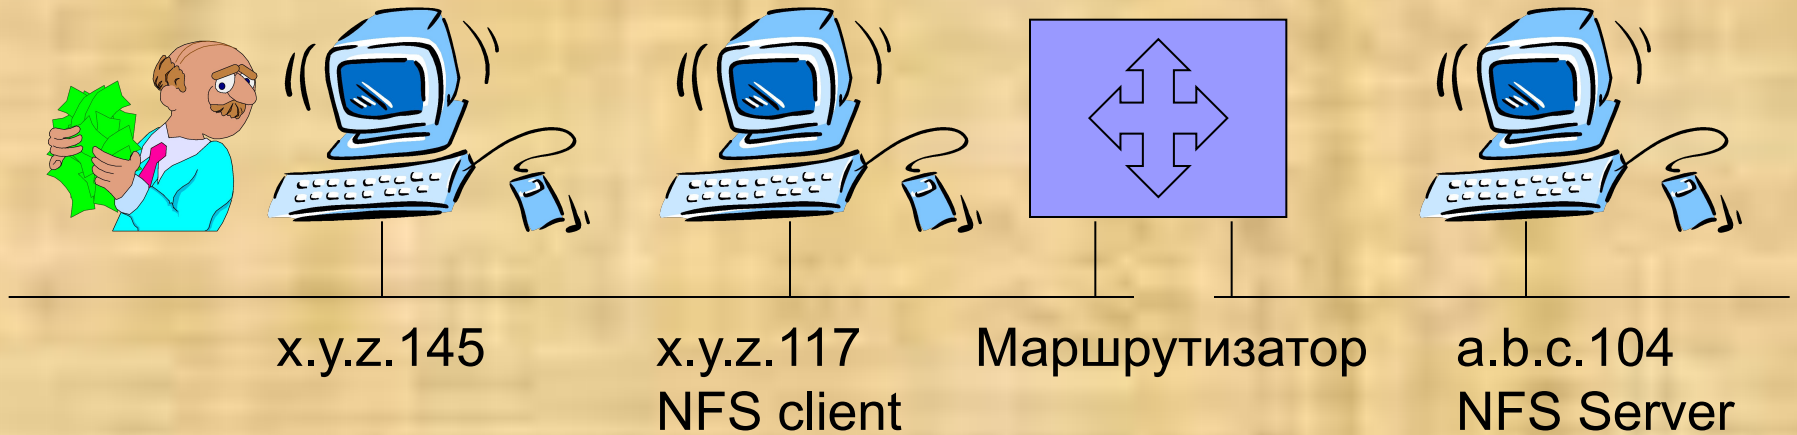 x.y.z.145
x.y.z.117
NFS client
Маршрутизатор
a.b.c.104
NFS Server